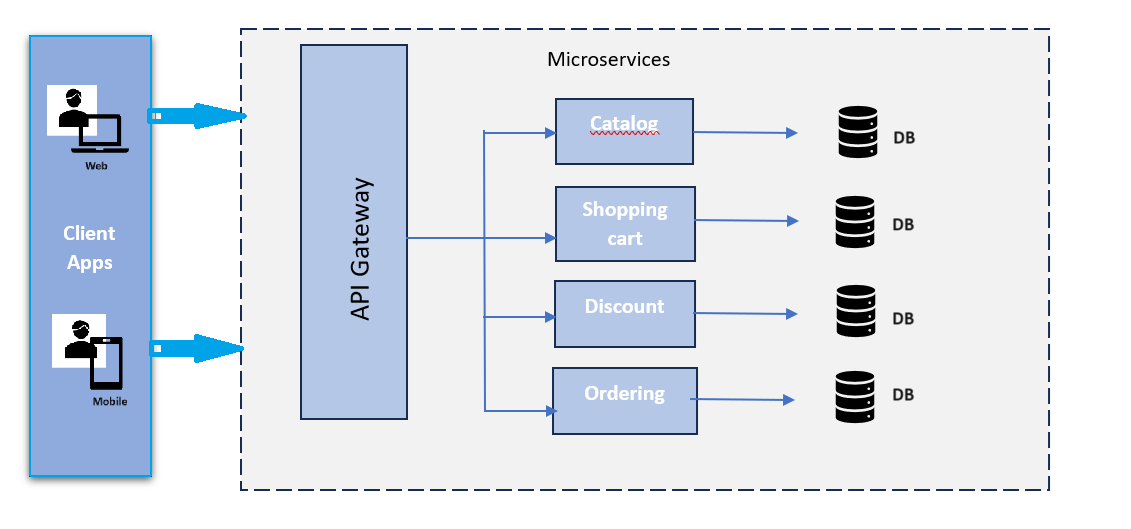 Web
Client
Apps
Mobile
API Gateway
Microservices
Catalog
DB
Shopping
cart
DB
Discount
DB
Ordering
DB